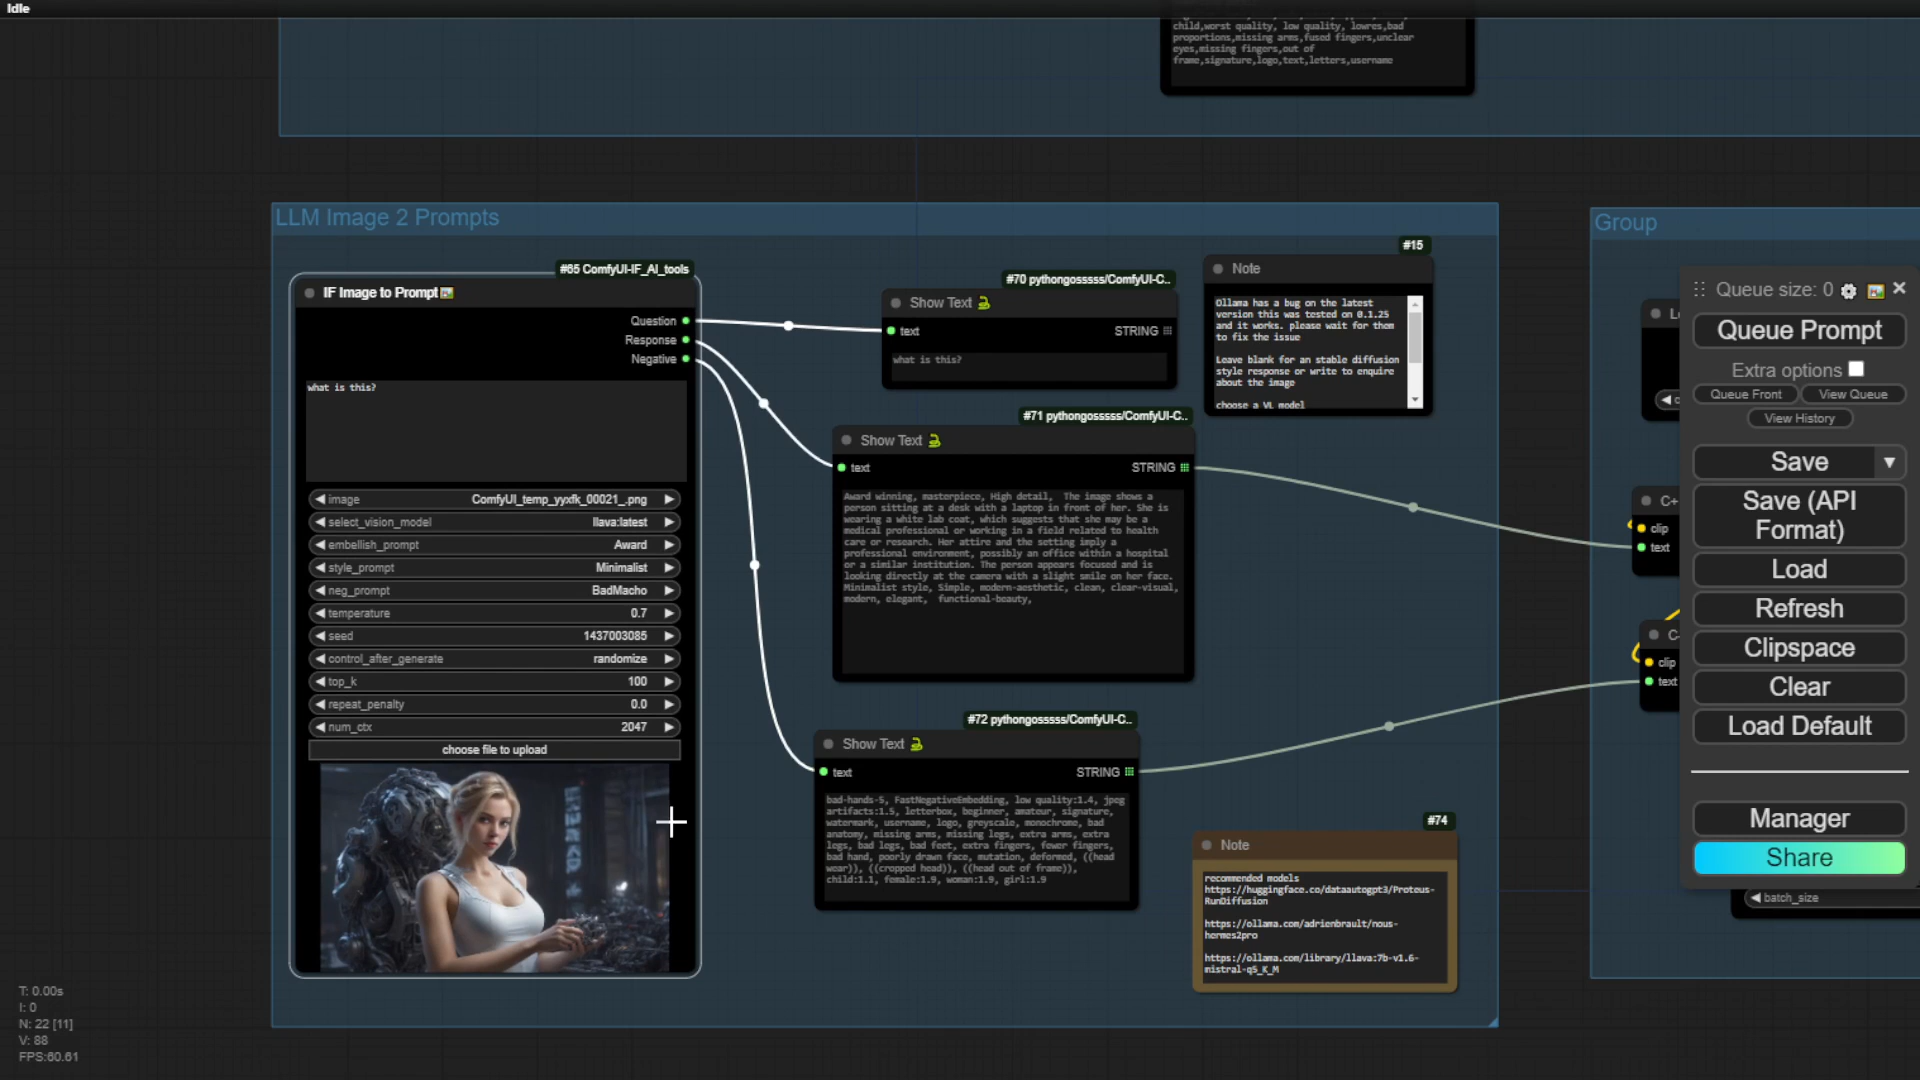 Idle
child,worst quality, low quality, lowres,bad
proportions,missing arms,fused fingers,unclear
eyes,missing fingers,out of
frame,signature,logo,text,letters,username
LLM Image 2 Prompts
#65 ComfyUI-IF_AI_tools
IF Image to Prompt
Question
Response
Negative
what is this?
image ComfyUI_temp_yyxfk_00021_.png
select_vision_model llava:latest
embellish_prompt Award
style_prompt Minimalist
neg_prompt BadMacho
temperature 0.7
seed 1437003085
control_after_generate randomize
top_k 100
repeat_penalty 0.0
num_ctx 2047
choose file to upload
#70 pythongosssss/ComfyUI-C..
Show Text
text STRING
what is this?
#71 pythongosssss/ComfyUI-C..
Show Text
text STRING
Award winning, masterpiece, High detail,  The image shows a
person sitting at a desk with a laptop in front of her. She is
wearing a white lab coat, which suggests that she may be a
medical professional or working in a field related to health
care or research. Her attire and the setting imply a
professional environment, possibly an office within a hospital
or a similar institution. The person appears focused and is
looking directly at the camera with a slight smile on her face.
Minimalist style, Simple, modern-aesthetic, clean, clear-visual,
modern, elegant,  functional-beauty,
#72 pythongosssss/ComfyUI-C..
Show Text
text STRING
bad-hands-5, FastNegativeEmbedding, low quality:1.4, jpeg
artifacts:1.5, letterbox, beginner, amateur, signature,
watermark, username, logo, greyscale, monochrome, bad
anatomy, missing arms, missing legs, extra arms, extra
legs, bad legs, bad feet, extra fingers, fewer fingers,
bad hand, poorly drawn face, mutation, deformed, ((head
wear)), ((cropped head)), ((head out of frame)),
child:1.1, female:1.9, woman:1.9, girl:1.9
#15
Note
Ollama has a bug on the latest
version this was tested on 0.1.25
and it works. please wait for them
to fix the issue
Leave blank for an stable diffusion
style response or write to enquire
about the image
choose a VL model
#74
Note
recommended models
https://huggingface.co/dataautogpt3/Proteus-
RunDiffusion
https://ollama.com/adrienbrault/nous-
hermes2pro
https://ollama.com/library/llava:7b-v1.6-
mistral-q5_K_M
Group
clip
text
clip
text
batch_size
Queue size: 0
Queue Prompt
Extra options
Queue Front
View Queue
View History
Save
Save (API
Format)
Load
Refresh
Clipspace
Clear
Load Default
Manager
Share
T: 0.00s
I: 0
N: 22 [11]
V: 88
FPS:60.61